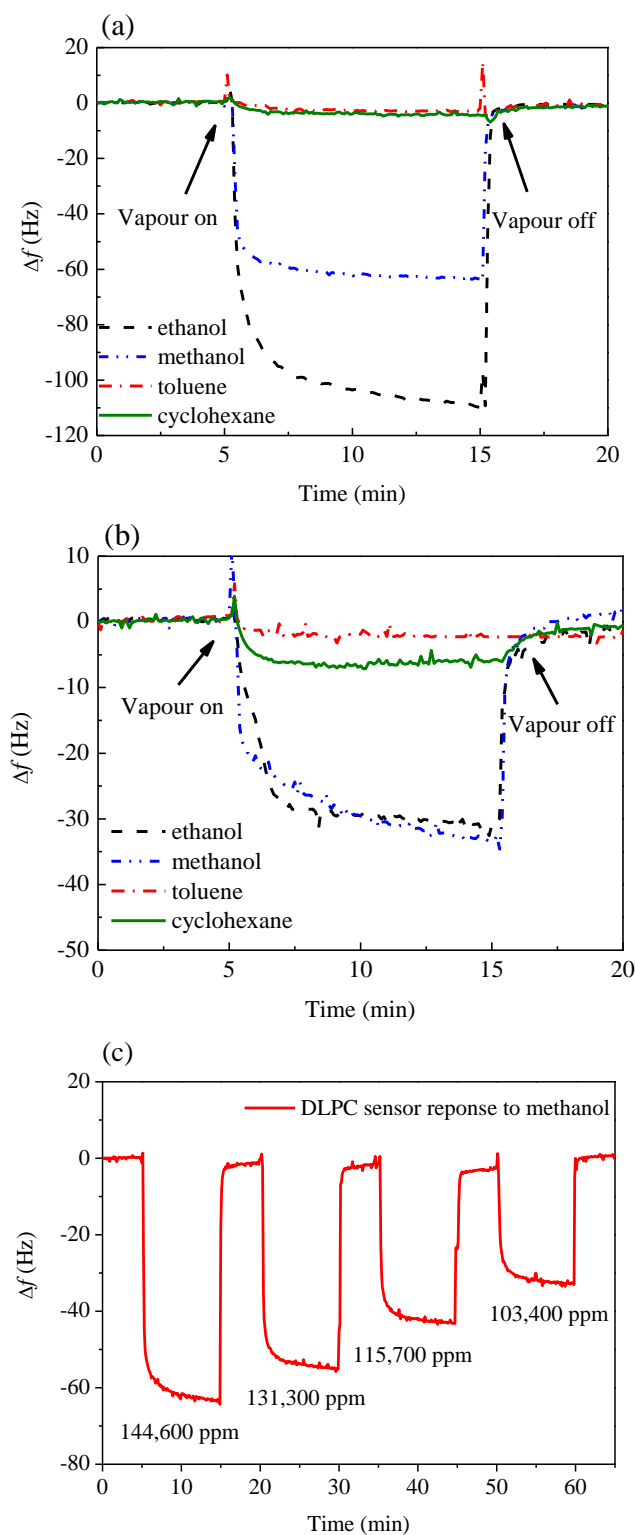 (a)
20
0
-20
-40
-60
-80
-100
-120
Δf (Hz)
Vapour on
Vapour off
ethanol
methanol
toluene
cyclohexane
0 5 10 15 20
Time (min)
(b)
10
0
-10
-20
-30
-40
-50
Δf (Hz)
Vapour on
Vapour off
ethanol
methanol
toluene
cyclohexane
0 5 10 15 20
Time (min)
(c)
20
0
-20
-40
-60
-80
Δf (Hz)
DLPC sensor reponse to methanol
103,400 ppm
115,700 ppm
131,300 ppm
144,600 ppm
0 10 20 30 40 50 60
Time (min)